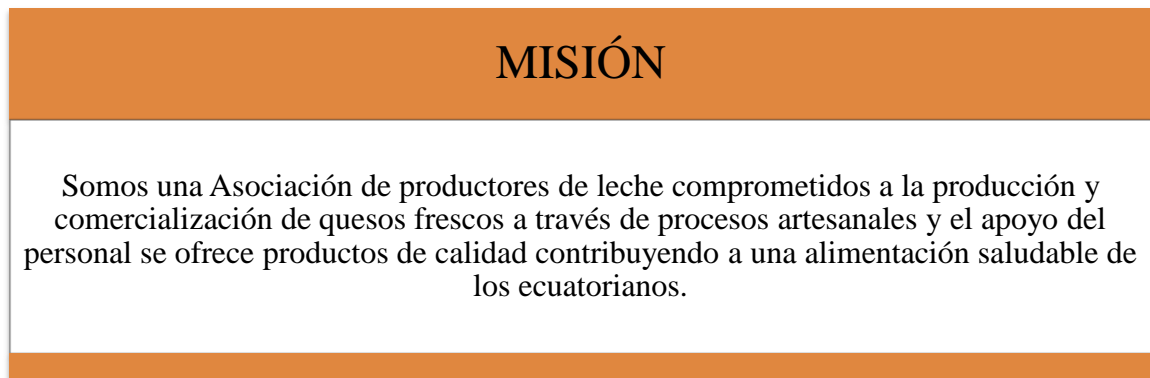 MISIÓN
Somos una Asociación de productores de leche comprometidos a la producción y
comercialización de quesos frescos a través de procesos artesanales y el apoyo del
personal se ofrece productos de calidad contribuyendo a una alimentación saludable de
los ecuatorianos.